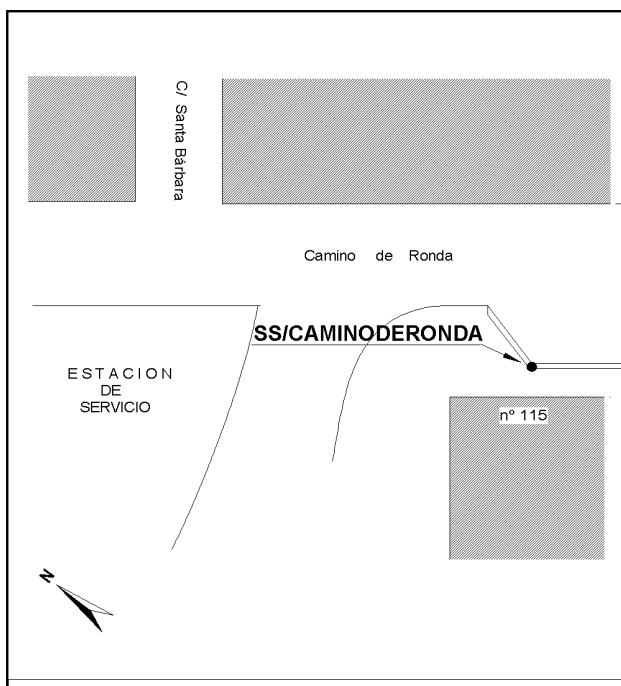 C/ Santa Bárbara
Camino de Ronda
SS/CAMINODERONDA
ESTACION
DE
SERVICIO
nº 115
N